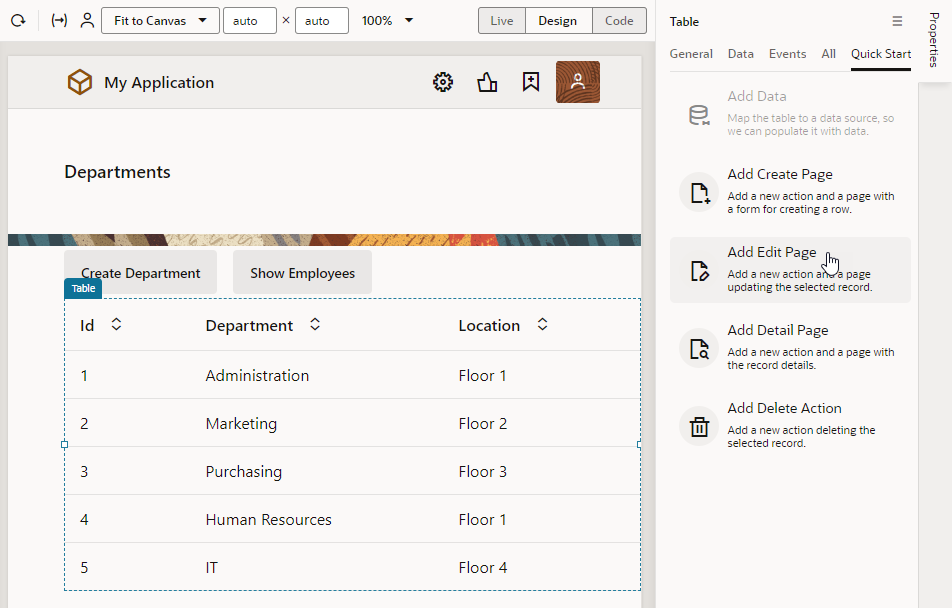 Fit to Canvas auto × auto 100% Live Design Code
My Application
Departments
Create Department Show Employees
Table
Id Department Location
1 Administration Floor 1
2 Marketing Floor 2
3 Purchasing Floor 3
4 Human Resources Floor 1
5 IT Floor 4
Table
General Data Events All Quick Start
Add Data
Map the table to a data source, so
we can populate it with data.
Add Create Page
Add a new action and a page with
a form for creating a row.
Add Edit Page
Add a new action and a page
updating the selected record.
Add Detail Page
Add a new action and a page with
the record details.
Add Delete Action
Add a new action deleting the
selected record.
Properties